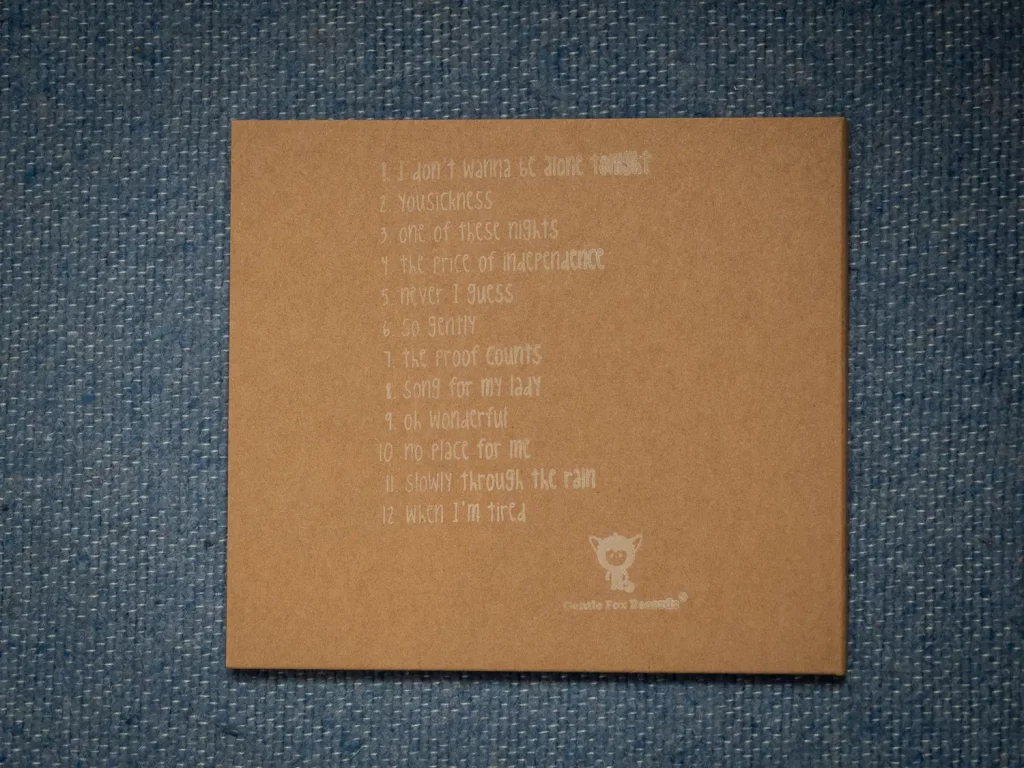 1. I don't wanna be alone tonight
2. yousickness
3. one of these nights
4 the price of independence
5 never I guess
6 so gently
7. the proof counts
8. song for my lady
9. oh wonderful
10 no place for me
11. slowly through the rain
12 when I'm tired
Gentle Fox Records